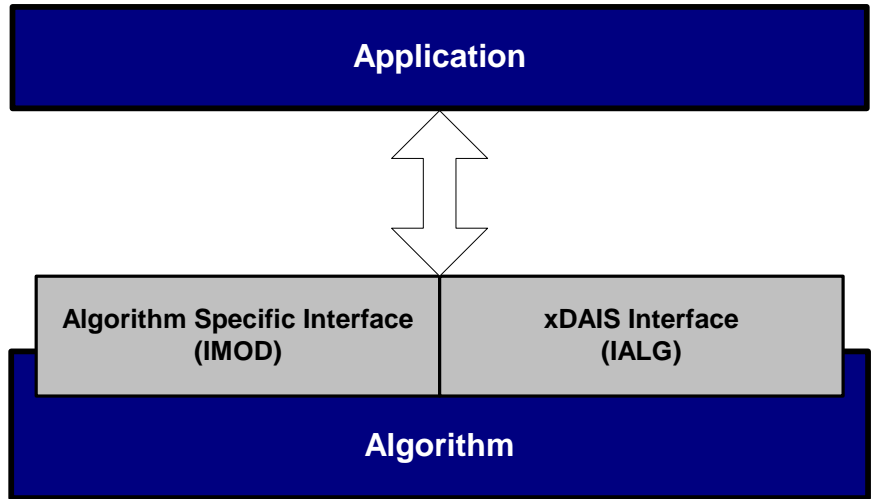 Application
Algorithm Specific Interface
(IMOD)
xDAIS Interface
(IALG)
Algorithm